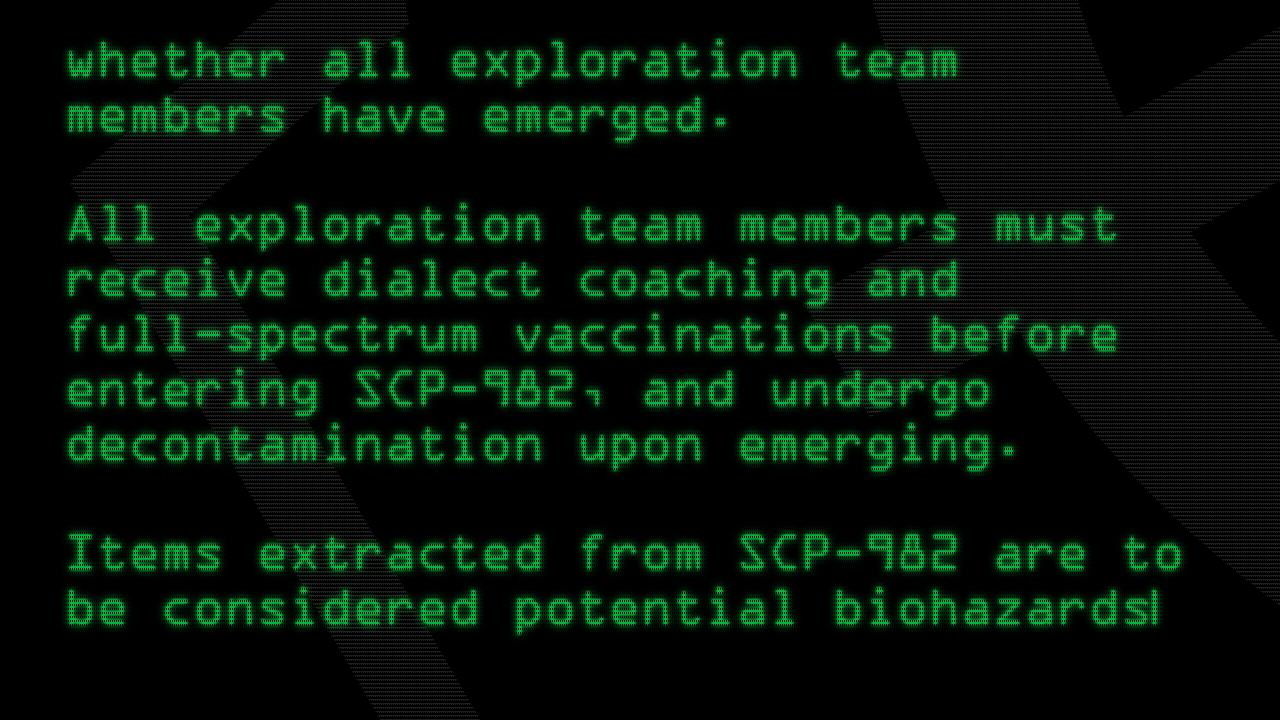 whether all exploration team
members have emerged.
All exploration team members must
receive dialect coaching and
full-spectrum vaccinations before
entering SCP-982, and undergo
decontamination upon emerging.
Items extracted from SCP-982 are to
be considered potential biohazards